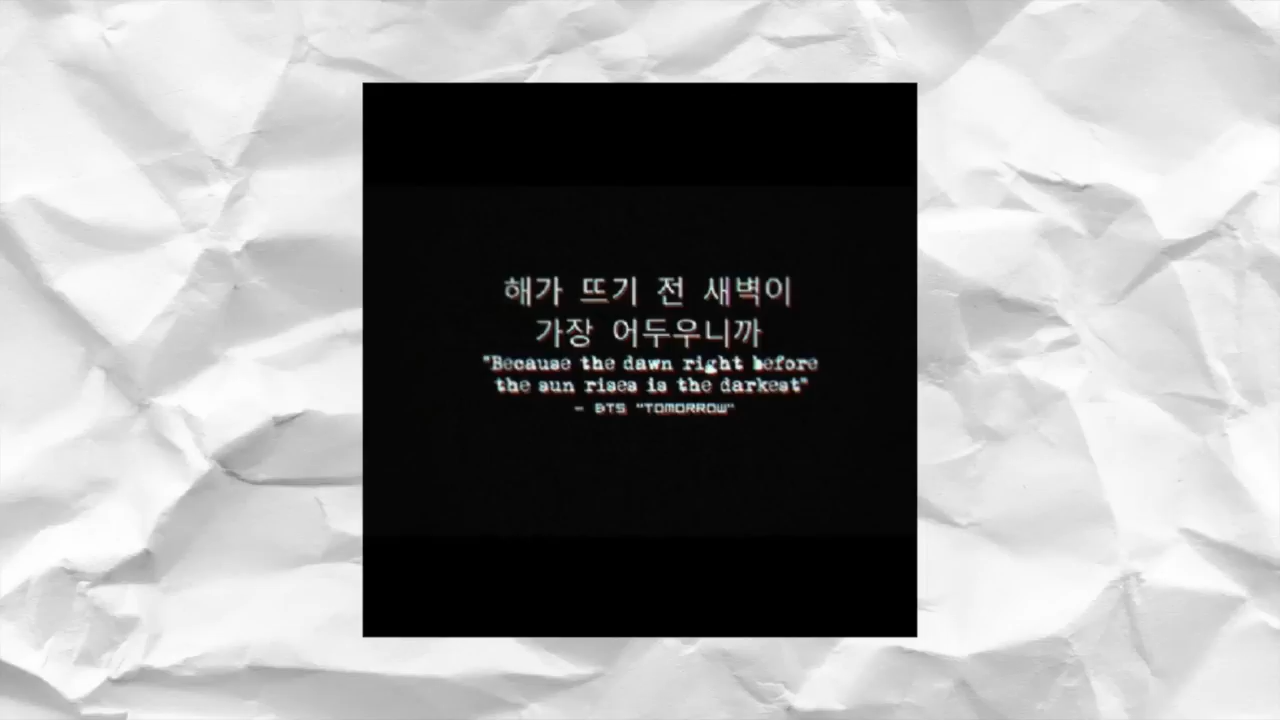 해가 뜨기 전 새벽이
가장 어두우니까
"Because the dawn right before
the sun rises is the darkest"
- BTS "TOMORROW"